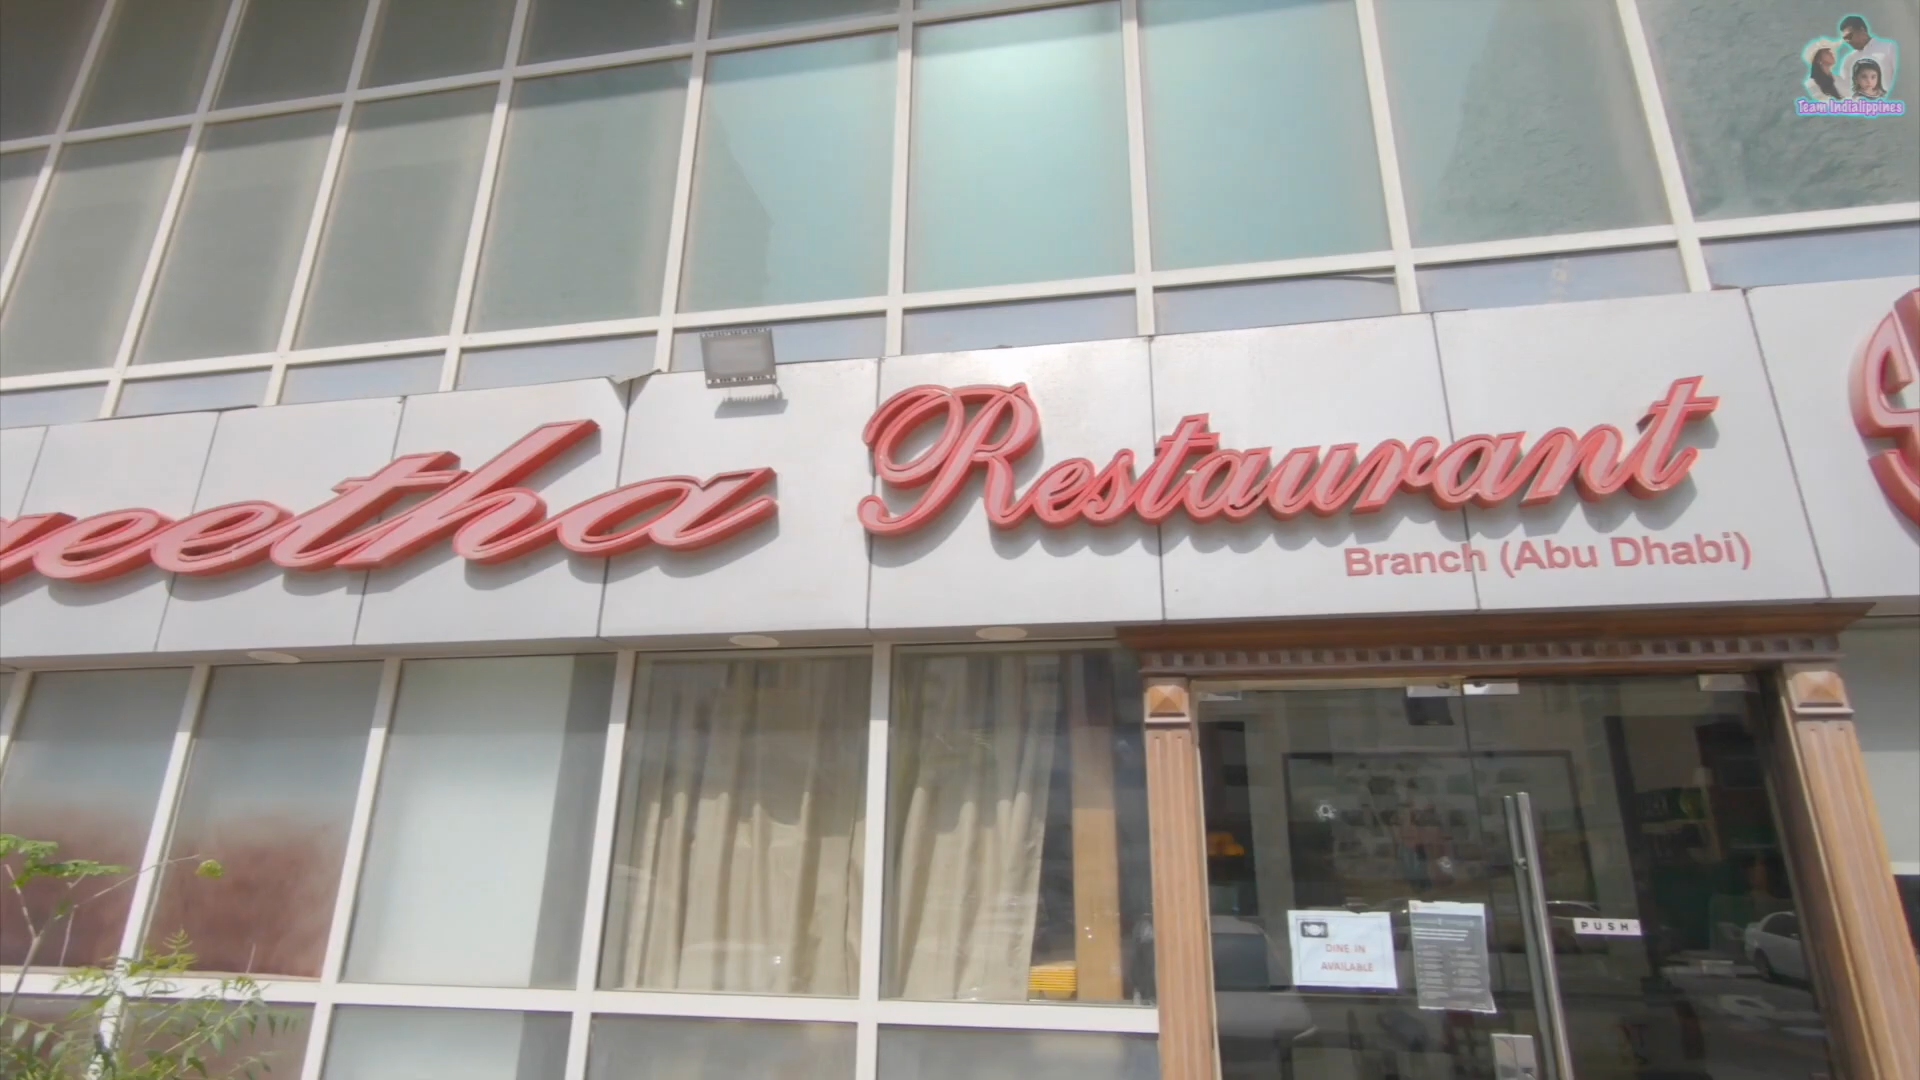 Team Indialippines
eetha Restaurant
Branch (Abu Dhabi)
DINE IN
AVAILABLE
PUSH